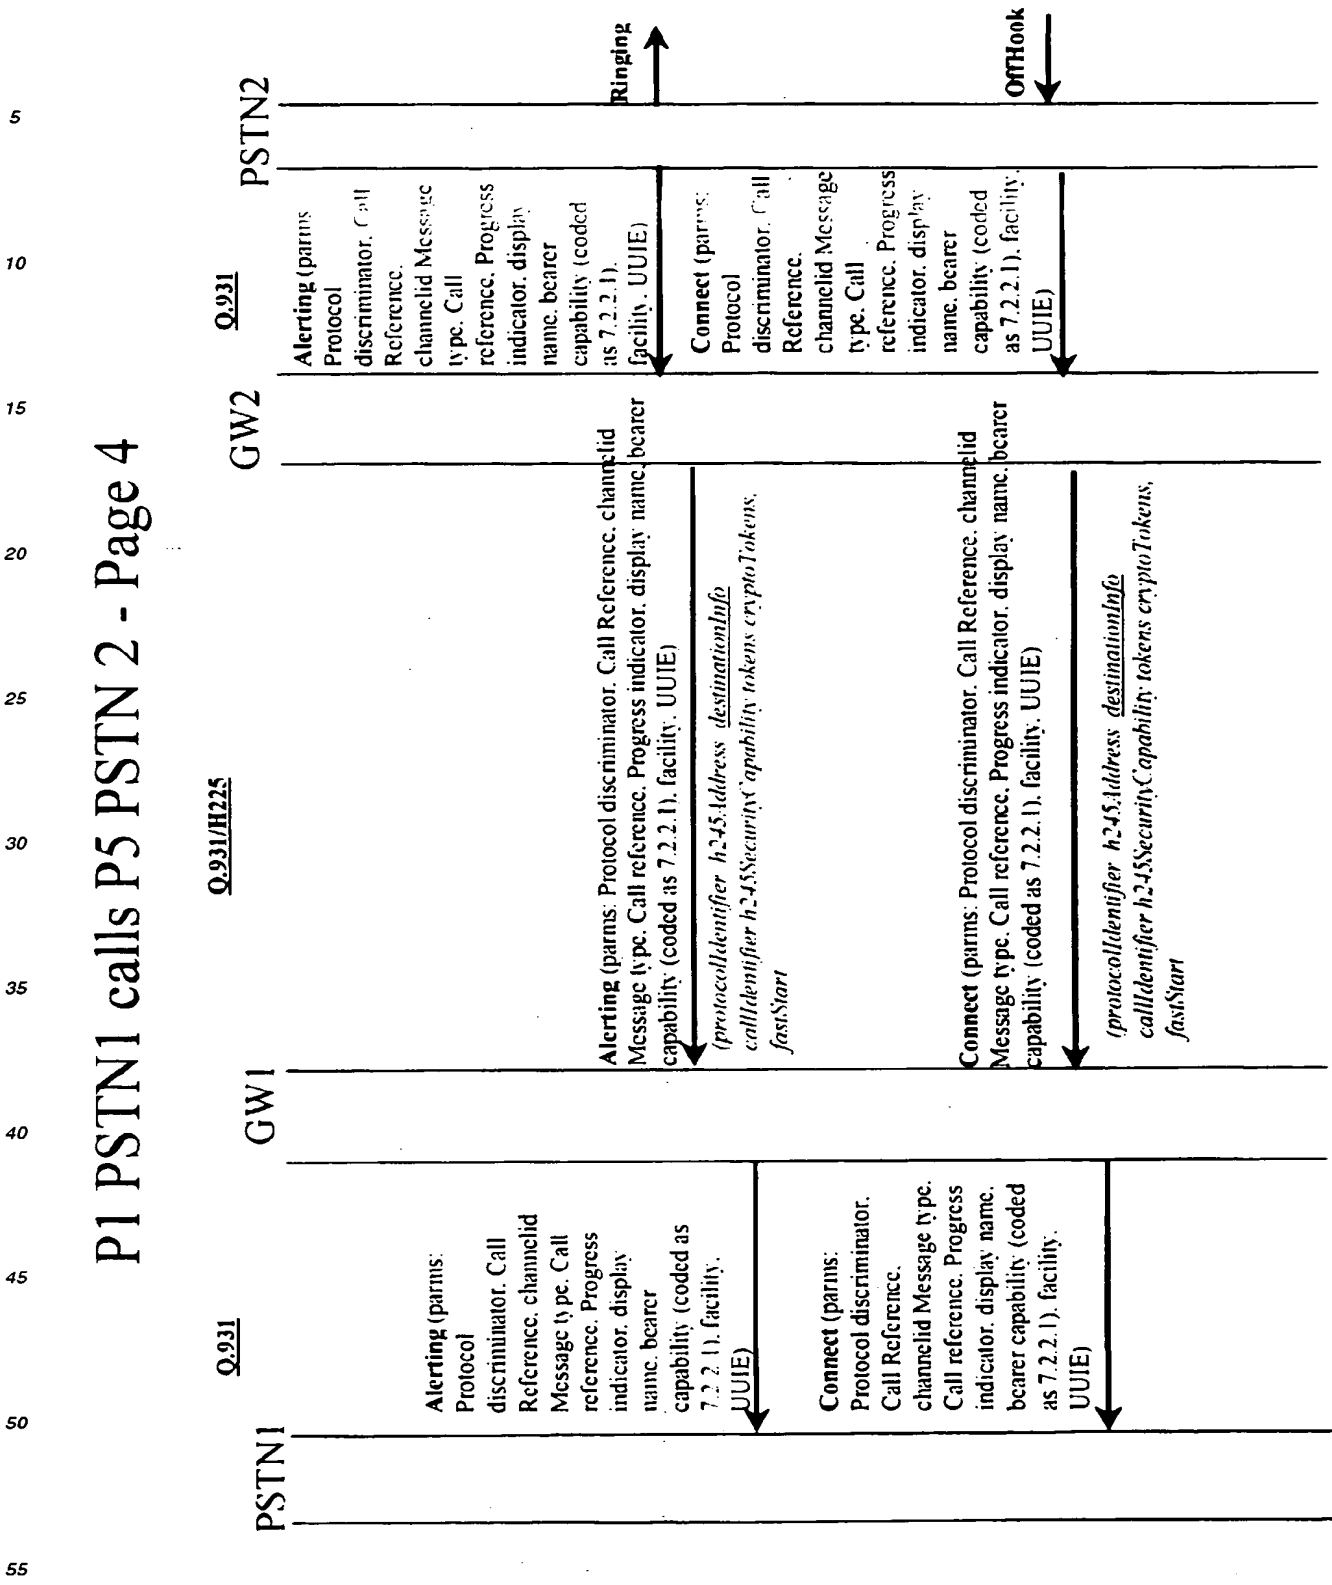 P1 PSTN1 calls P5 PSTN 2 - Page 4
Q.931
Q.931/H225
Q.931
PSTN1
GW1
GW2
PSTN2
Ringing
Alerting (parms
Protocol
discriminator. Call
Reference.
channelid Message
type. Call
reference. Progress
indicator. display
name. bearer
capability (coded
as 7.2.2.1).
facility. UUIE)
Alerting (parms: Protocol discriminator. Call Reference. channelid
Message type. Call reference. Progress indicator. display name. bearer
capability (coded as 7.2.2.1). facility. UUIE)
(protocolIdentifier h245Address destinationInfo
callIdentifier h245SecurityCapability tokens cryptoTokens.
fastStart
Alerting (parms:
Protocol
discriminator. Call
Reference. channelid
Message type. Call
reference. Progress
indicator. display
name. bearer
capability (coded as
7.2.2.1). facility.
UUIE)
OffHook
Connect (parms:
Protocol
discriminator. Call
Reference.
channelid Message
type. Call
reference. Progress
indicator. display
name. bearer
capability (coded
as 7.2.2.1). facility.
UUIE)
Connect (parms: Protocol discriminator. Call Reference. channelid
Message type. Call reference. Progress indicator. display name. bearer
capability (coded as 7.2.2.1). facility. UUIE)
(protocolIdentifier h245Address destinationInfo
callIdentifier h245SecurityCapability tokens cryptoTokens,
fastStart
Connect (parms:
Protocol discriminator.
Call Reference.
channelid Message type.
Call reference. Progress
indicator. display name.
bearer capability (coded
as 7.2.2.1). facility.
UUIE)
5
10
15
20
25
30
35
40
45
50
55